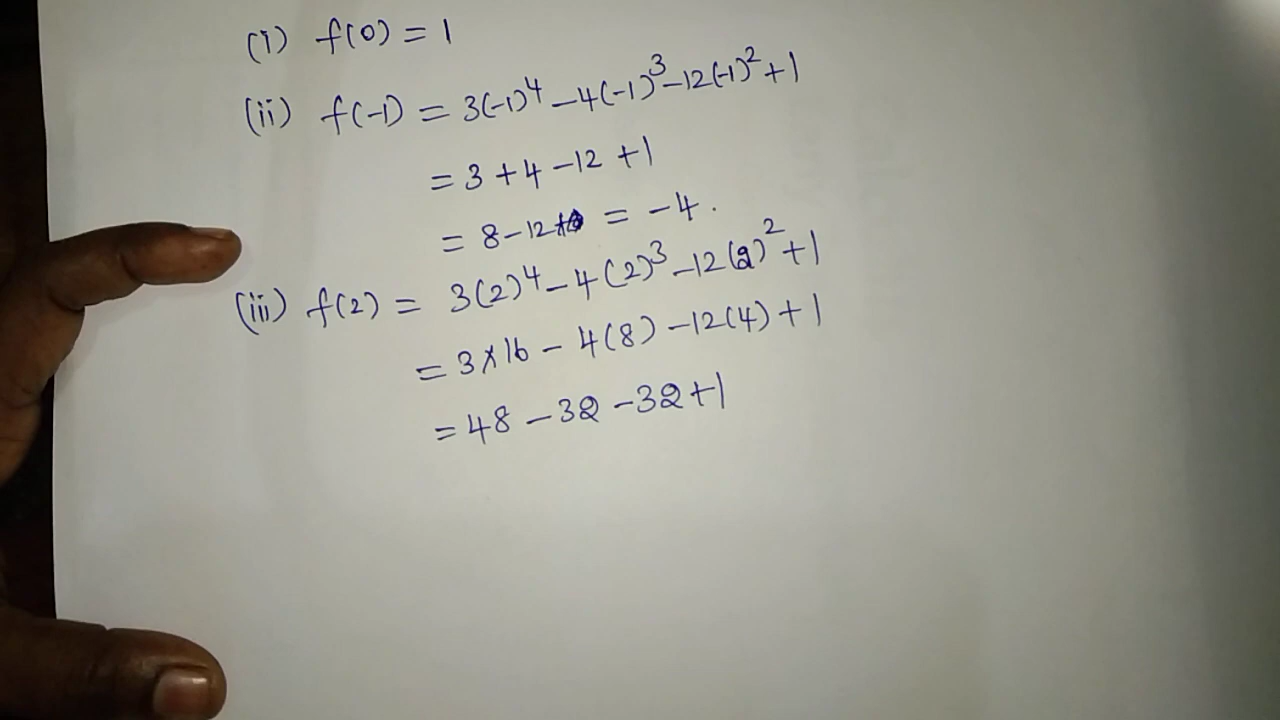 (i) f(0) = 1
(ii) f(-1) = 3(-1)⁴ - 4(-1)³ - 12(-1)² + 1
= 3 + 4 - 12 + 1
= 8 - 12 = -4.
(iii) f(2) = 3(2)⁴ - 4(2)³ - 12(2)² + 1
= 3 × 16 - 4(8) - 12(4) + 1
= 48 - 32 - 32 + 1